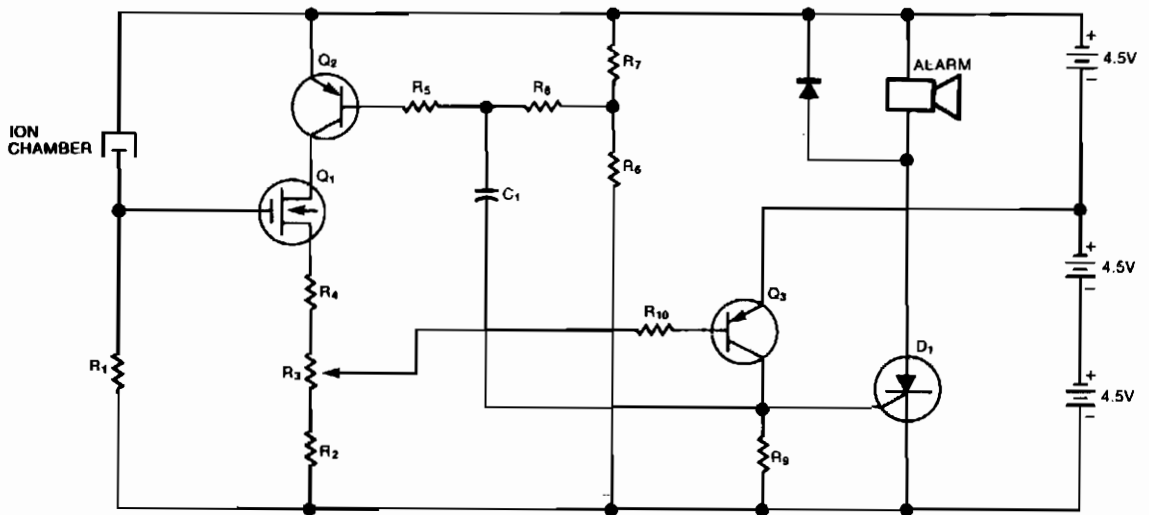 Q₂
+
4.5V
−
R₇
ALARM
R₅
R₈
ION
CHAMBER
Q₁
R₆
C₁
+
4.5V
−
R₄
Q₃
R₁₀
R₁
R₃
D₁
+
4.5V
−
R₂
R₉